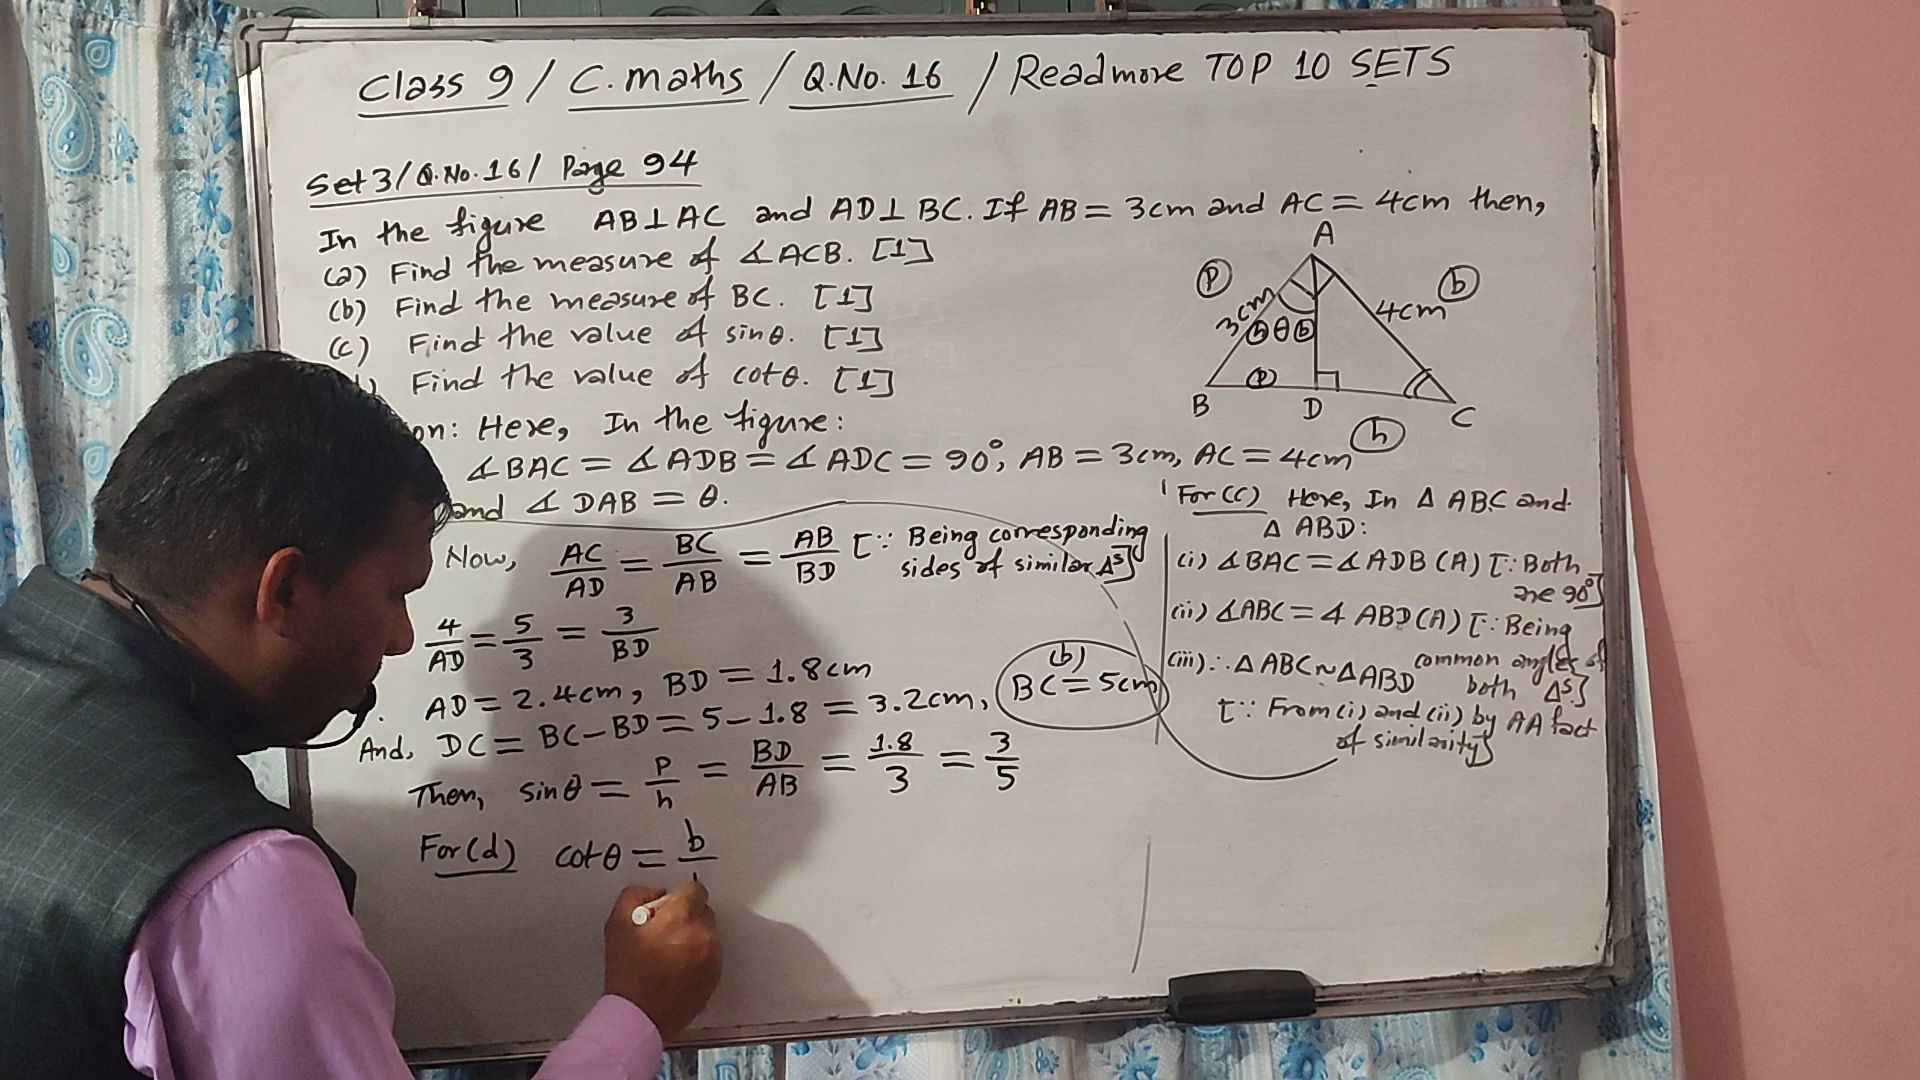 Class 9 / C. maths / Q.No. 16 / Readmore TOP 10 SETS
Set 3/Q.No.16/ Page 94
In the figure AB⊥AC and AD⊥BC. If AB = 3cm and AC = 4cm then,
(a) Find the measure of ∡ACB. [1]
(b) Find the measure of BC. [1]
(c) Find the value of sinθ. [1]
Find the value of cotθ. [1]
A
p
b
3cm
4cm
h θ b
p
B D C
h
on: Here, In the figure:
∡BAC = ∡ADB = ∡ADC = 90°, AB = 3cm, AC = 4cm
and ∡DAB = θ.
Now, AC/AD = BC/AB = AB/BD [∵ Being corresponding
sides of similar Δs]
4/AD = 5/3 = 3/BD
AD = 2.4cm, BD = 1.8cm
And, DC = BC-BD = 5-1.8 = 3.2cm,
(b)
BC = 5cm
Then, sinθ = p/h = BD/AB = 1.8/3 = 3/5
For (d) cotθ = b
For (c) Here, In Δ ABC and
Δ ABD:
(i) ∡BAC = ∡ADB (A) [∵ Both
are 90°]
(ii) ∡ABC = ∡ABD (A) [∵ Being
common angles of
both Δs]
(iii) ∴ Δ ABC ~ Δ ABD
[∵ From (i) and (ii) by AA fact
of similarity]